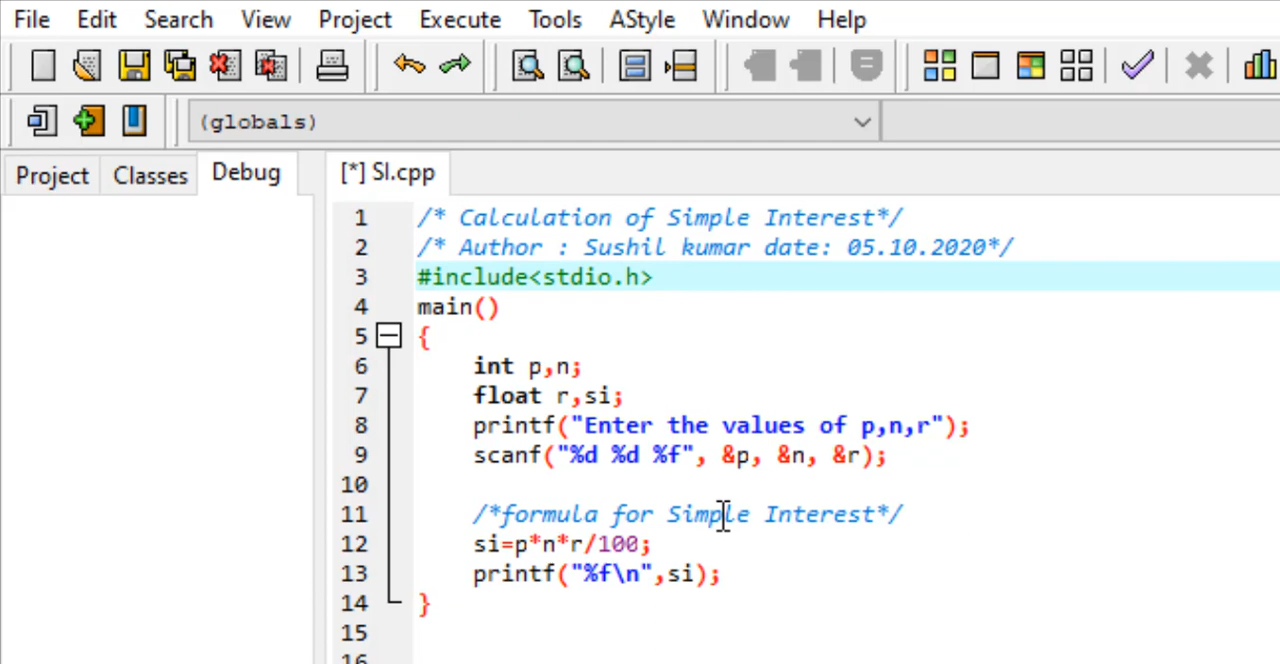 File Edit Search View Project Execute Tools AStyle Window Help
(globals)
Project Classes Debug [*] SI.cpp
1 /* Calculation of Simple Interest*/
2 /* Author : Sushil kumar date: 05.10.2020*/
3 #include<stdio.h>
4 main()
5 {
6 int p,n;
7 float r,si;
8 printf("Enter the values of p,n,r");
9 scanf("%d %d %f", &p, &n, &r);
10
11 /*formula for Simple Interest*/
12 si=p*n*r/100;
13 printf("%f\n",si);
14 }
15
16